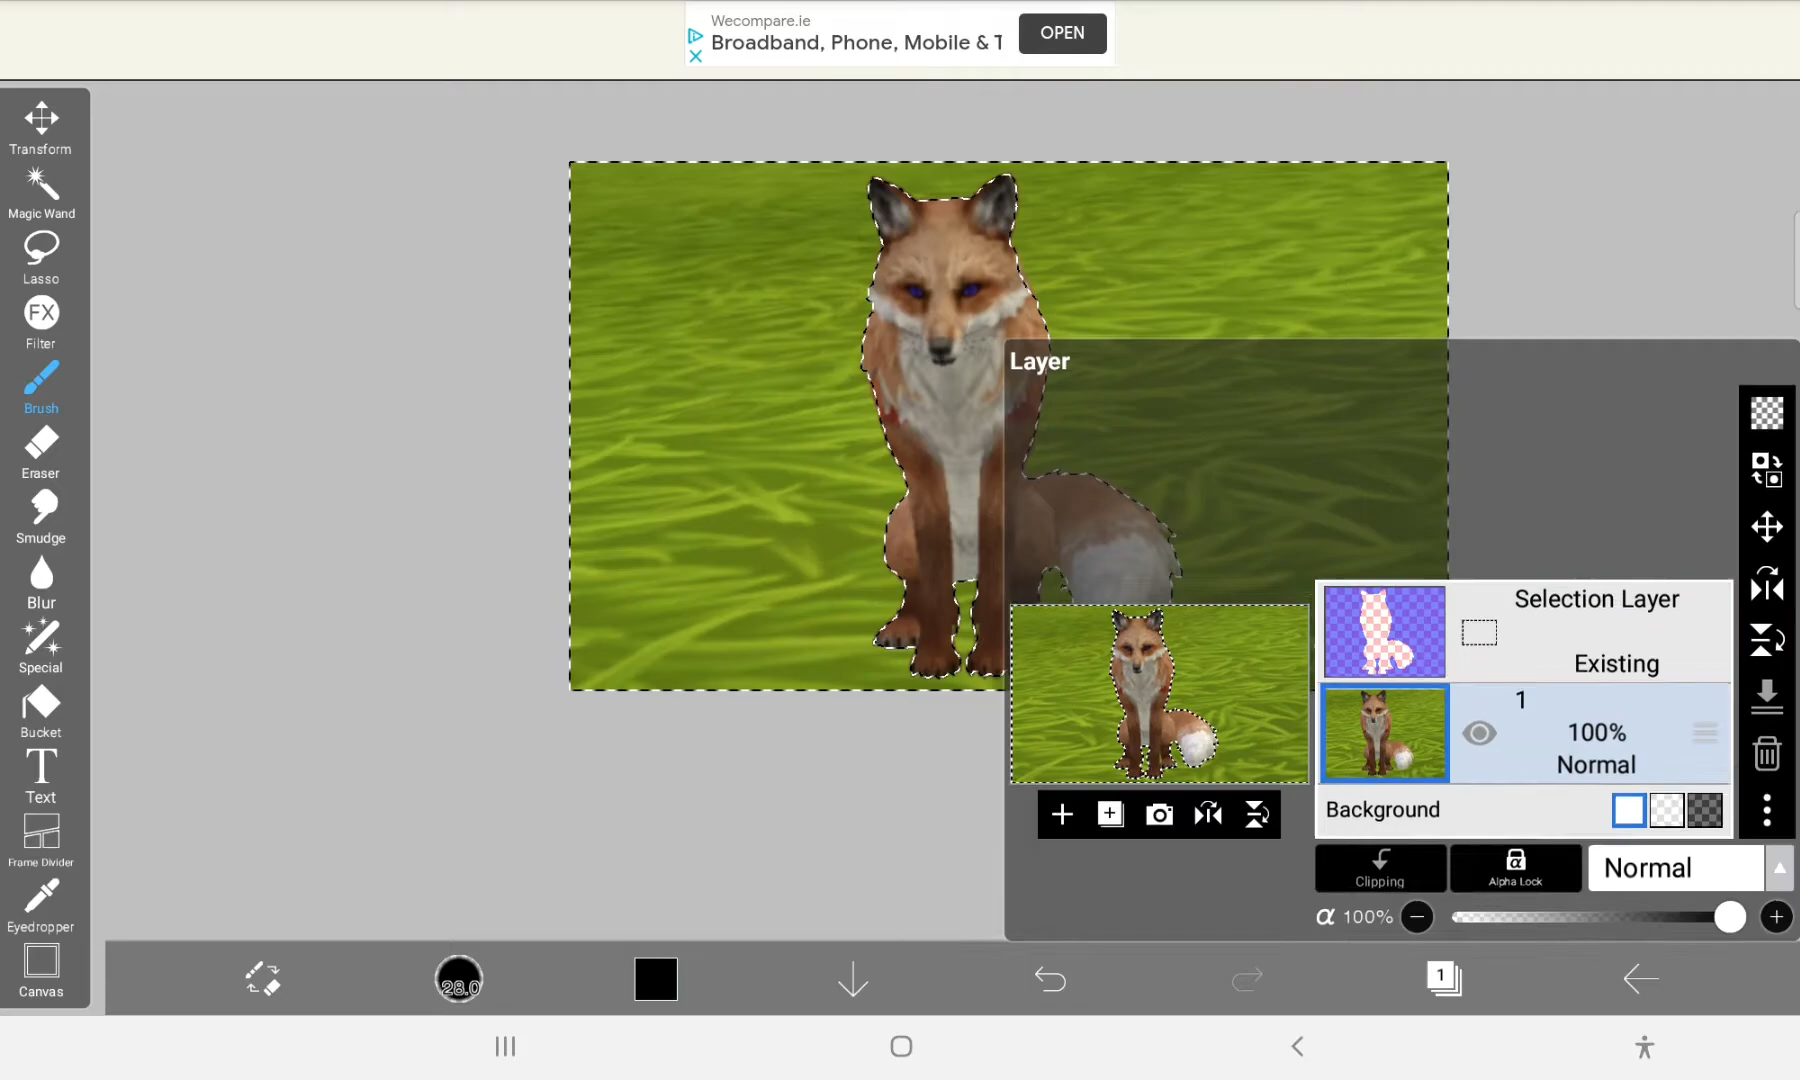 Wecompare.ie
Broadband, Phone, Mobile & T
OPEN
Transform
Magic Wand
Lasso
FX
Filter
Brush
Eraser
Smudge
Blur
Special
Bucket
T
Text
Frame Divider
Eyedropper
Canvas
Layer
Selection Layer
Existing
1
100%
Normal
Background
Clipping
α
Alpha Lock
Normal
α 100%
28.0
1